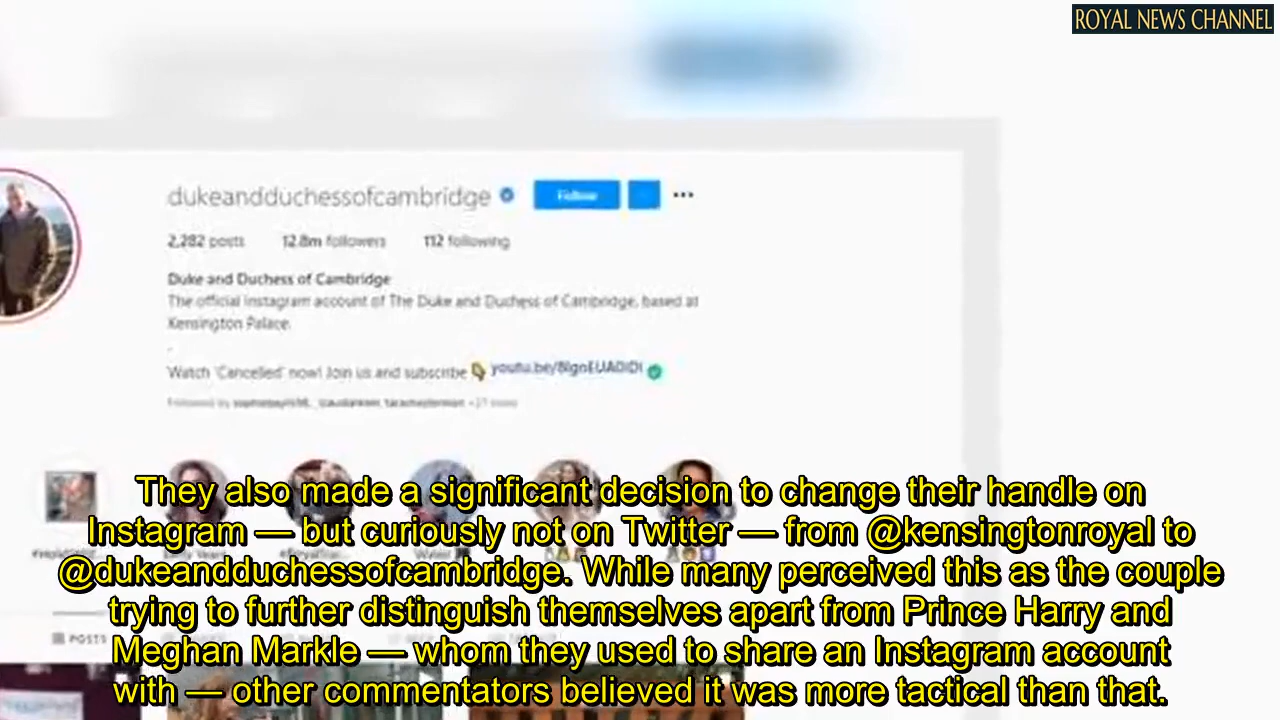 ROYAL NEWS CHANNEL
dukeandduchessofcambridge
Follow
2,282 posts 12.8m followers 112 following
Duke and Duchess of Cambridge
The official Instagram account of The Duke and Duchess of Cambridge, based at
Kensington Palace.
-
Watch 'Cancelled' now! Join us and subscribe
Followed by
They also made a significant decision to change their handle on
Instagram — but curiously not on Twitter — from @kensingtonroyal to
@dukeandduchessofcambridge. While many perceived this as the couple
trying to further distinguish themselves apart from Prince Harry and
POSTS
Meghan Markle — whom they used to share an Instagram account
with — other commentators believed it was more tactical than that.